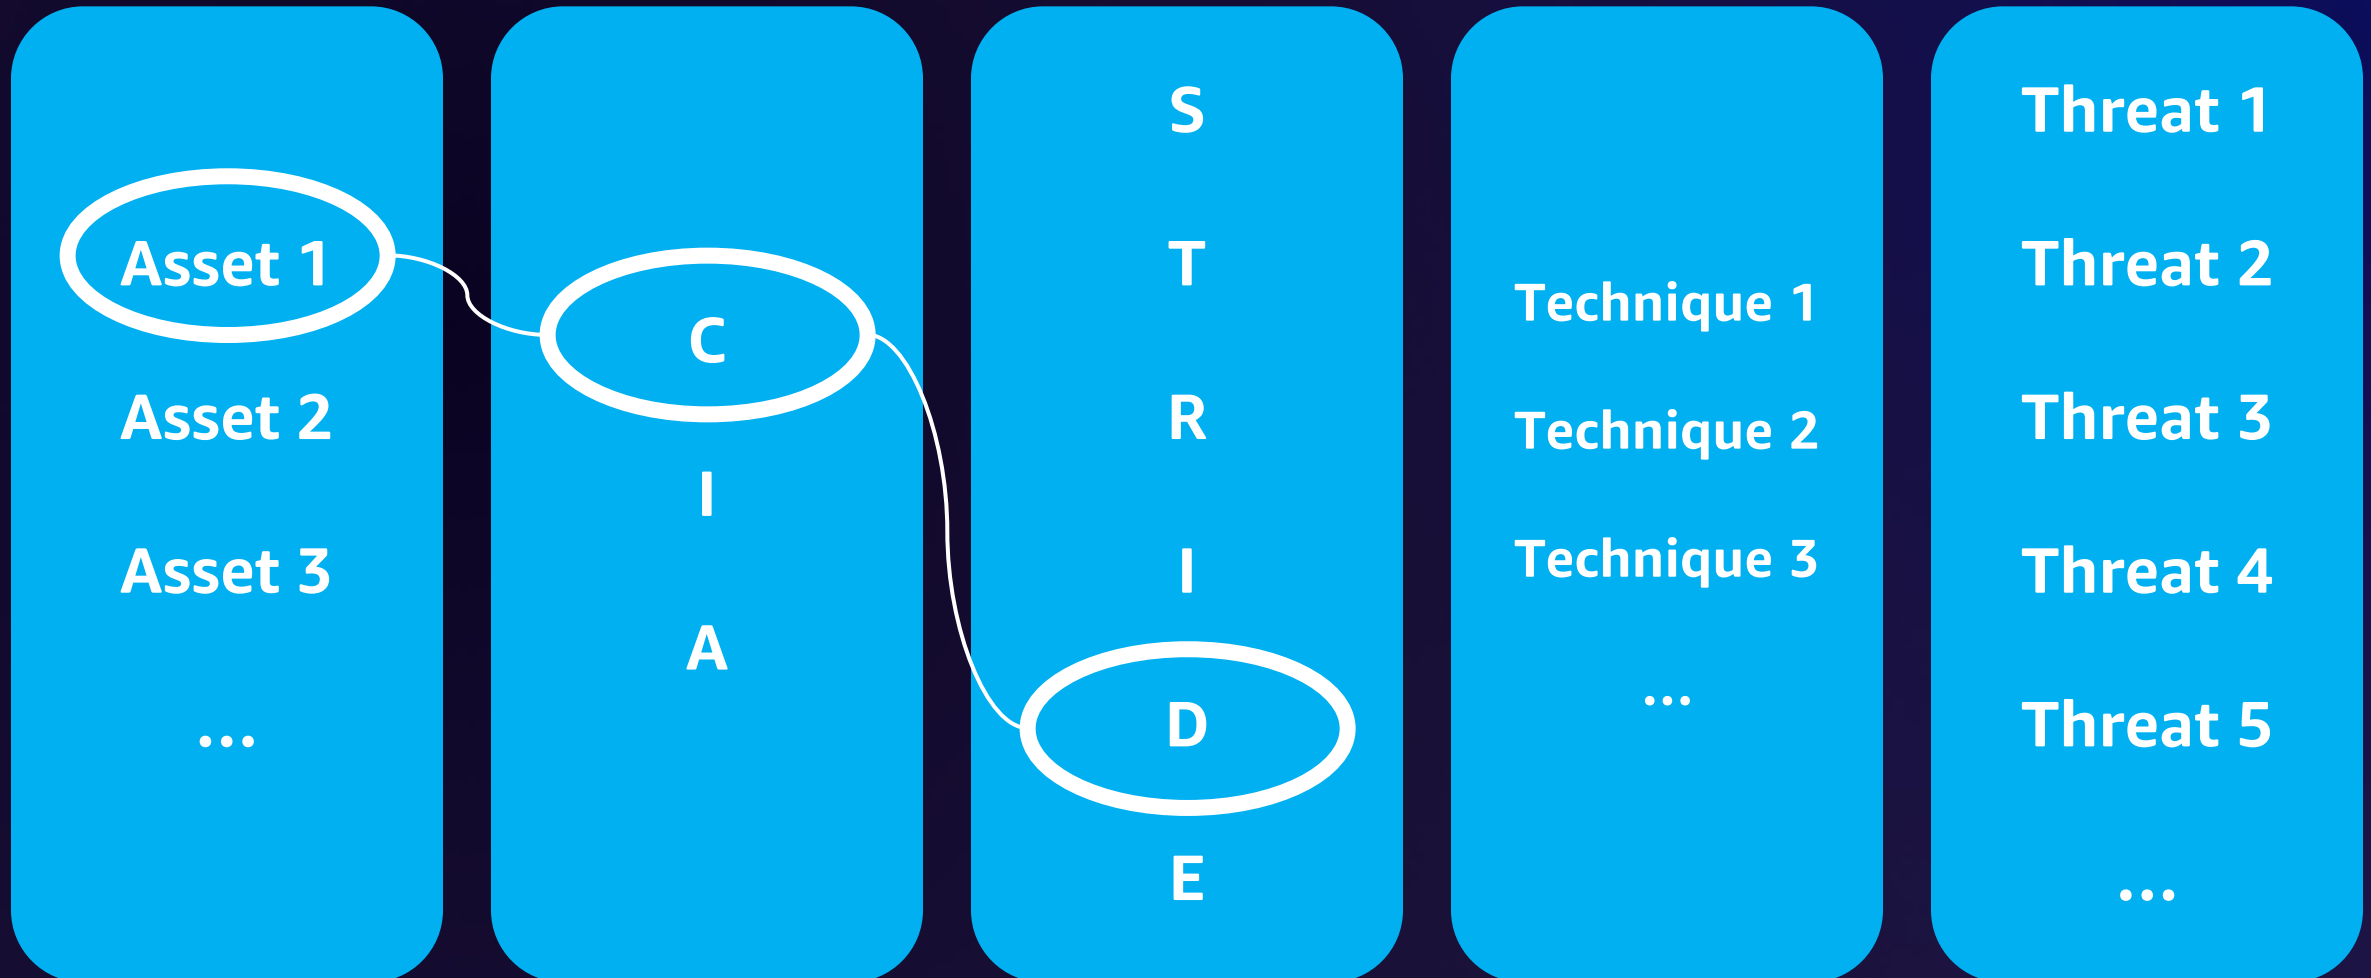 Asset 1
Asset 2
Asset 3
...
C
I
A
S
T
R
I
D
E
Technique 1
Technique 2
Technique 3
...
Threat 1
Threat 2
Threat 3
Threat 4
Threat 5
...